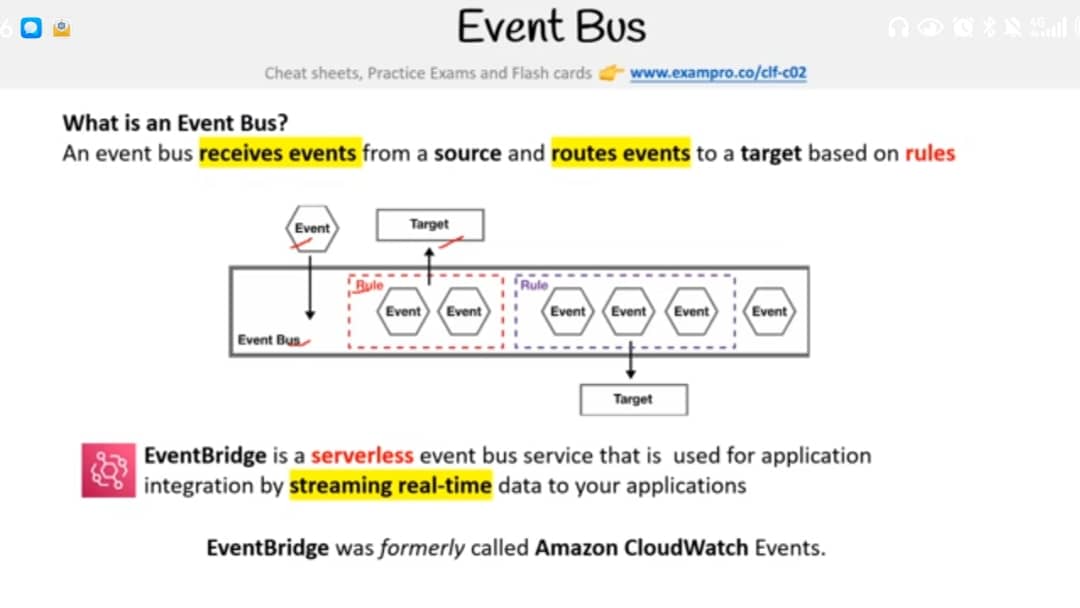 6
Event Bus
4G
Cheat sheets, Practice Exams and Flash cards 👉 www.exampro.co/clf-c02
What is an Event Bus?
An event bus receives events from a source and routes events to a target based on rules
Event
Target
Rule
Rule
Event Event Event Event Event Event
Event Bus
Target
EventBridge is a serverless event bus service that is used for application
integration by streaming real-time data to your applications
EventBridge was formerly called Amazon CloudWatch Events.